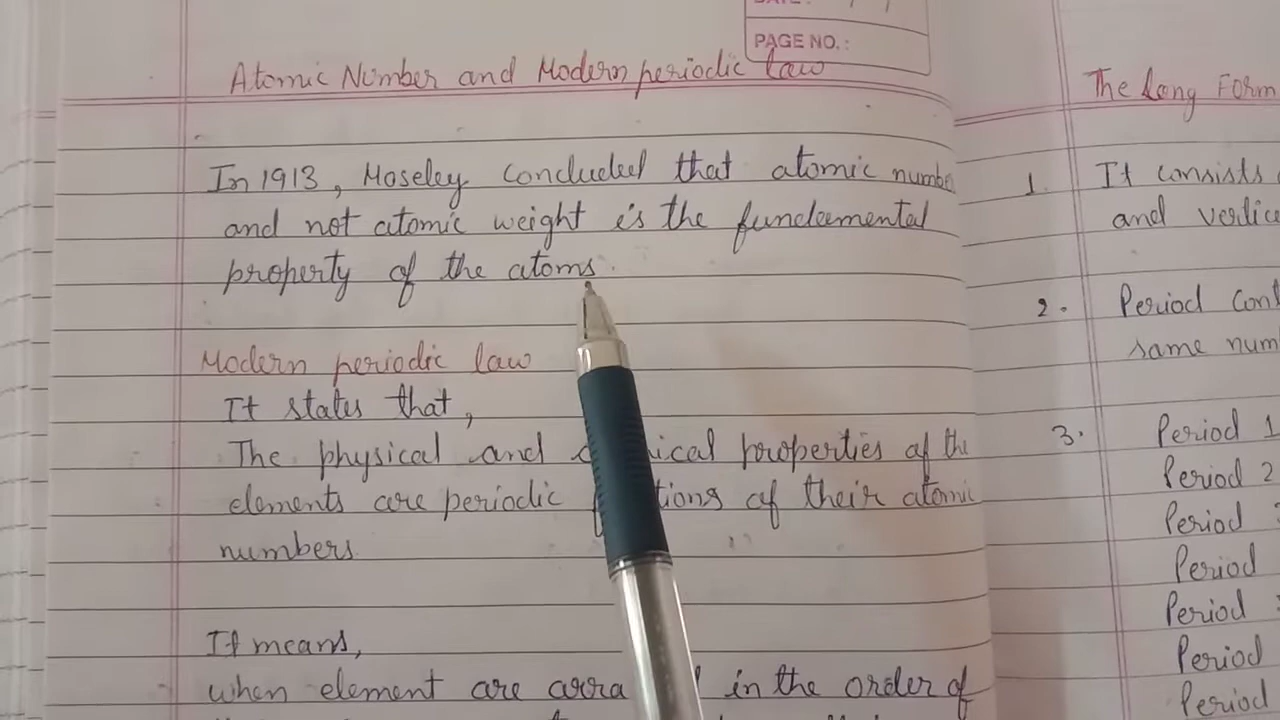 PAGE NO.:
Atomic Number and Modern periodic law
In 1913, Moseley concluded that atomic numbe
and not atomic weight is the fundamental
property of the atoms.
Modern periodic law
It states that,
The physical and ical properties of the
elements are periodic tions of their atomic
numbers.
It means,
when element are arra in the order of
The Long Form
1. It consists
and vertic
2. Period Cont
same num
3. Period 1
Period 2
Period
Period
Period
Period
Period